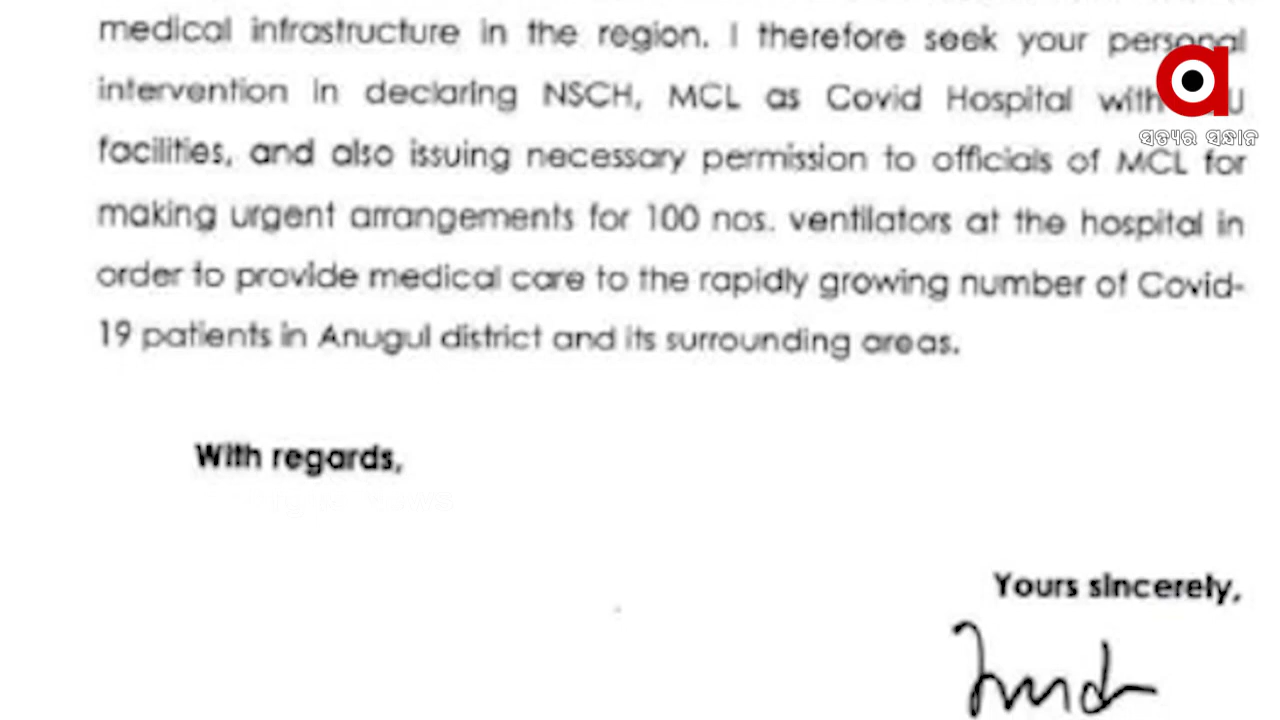 medical infrastructure in the region. I therefore seek your personal
intervention in declaring NSCH, MCL as Covid Hospital with
facilities, and also issuing necessary permission to officials of MCL for
making urgent arrangements for 100 nos. ventilators at the hospital in
order to provide medical care to the rapidly growing number of Covid-
19 patients in Anugul district and its surrounding areas.
With regards,
Yours sincerely,
a
ସତ୍ୟର ସନ୍ଧାନ